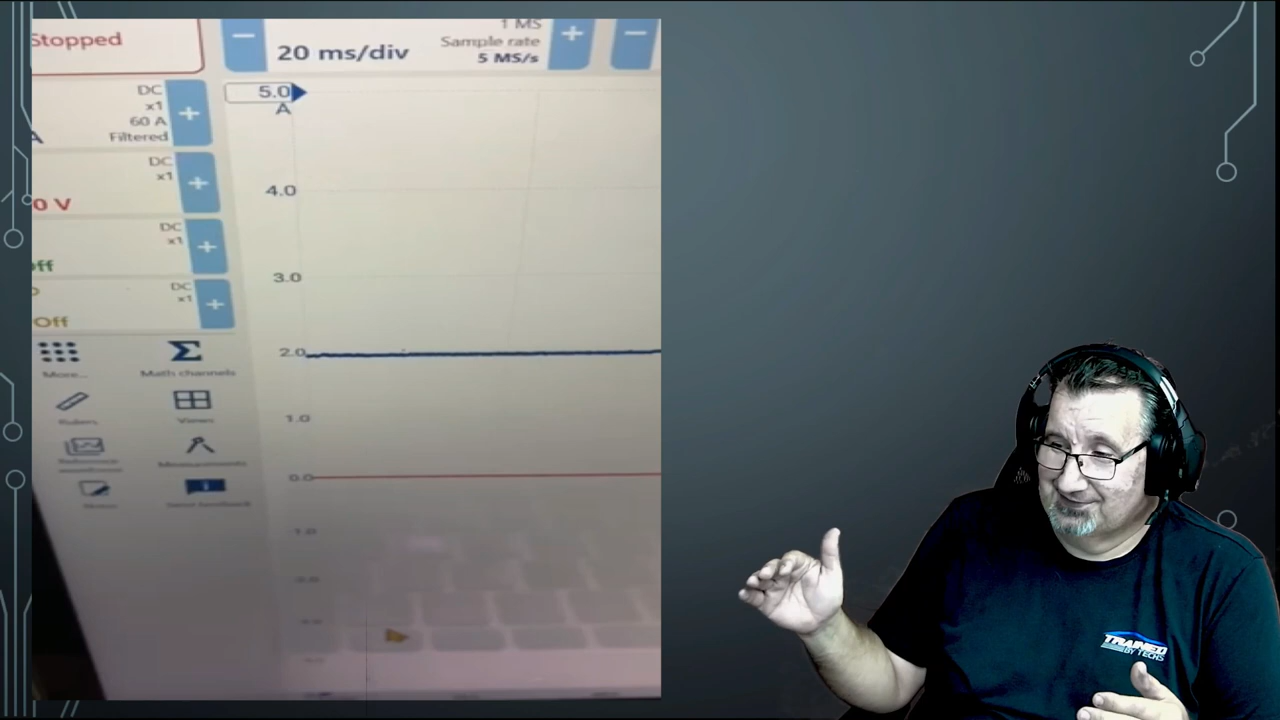 Stopped
20 ms/div
1 MS
Sample rate
5 MS/s
5.0
A
DC
x1
60 A
Filtered
A
4.0
DC
x1
0 V
DC
x1
Off
3.0
DC
x1
Off
2.0
More...
Math channels
1.0
Rulers
Views
Measurements
0.0
Notes
Send feedback
TRAINED
BY TECHS